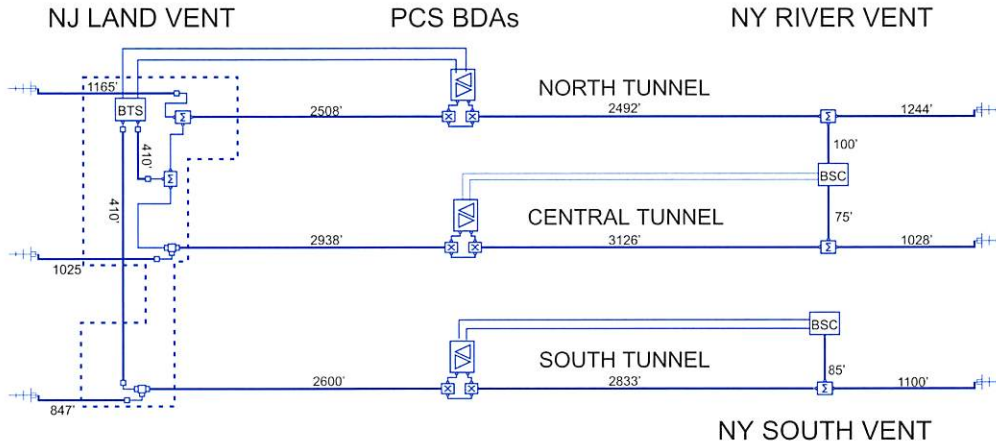 NJ LAND VENT
PCS BDAs
NY RIVER VENT
1165'
BTS
Σ
2508'
NORTH TUNNEL
2492'
Σ
1244'
410'
Σ
100'
BSC
410'
2938'
CENTRAL TUNNEL
3126'
75'
Σ
1028'
1025'
BSC
2600'
SOUTH TUNNEL
2833'
85'
Σ
1100'
847'
NY SOUTH VENT